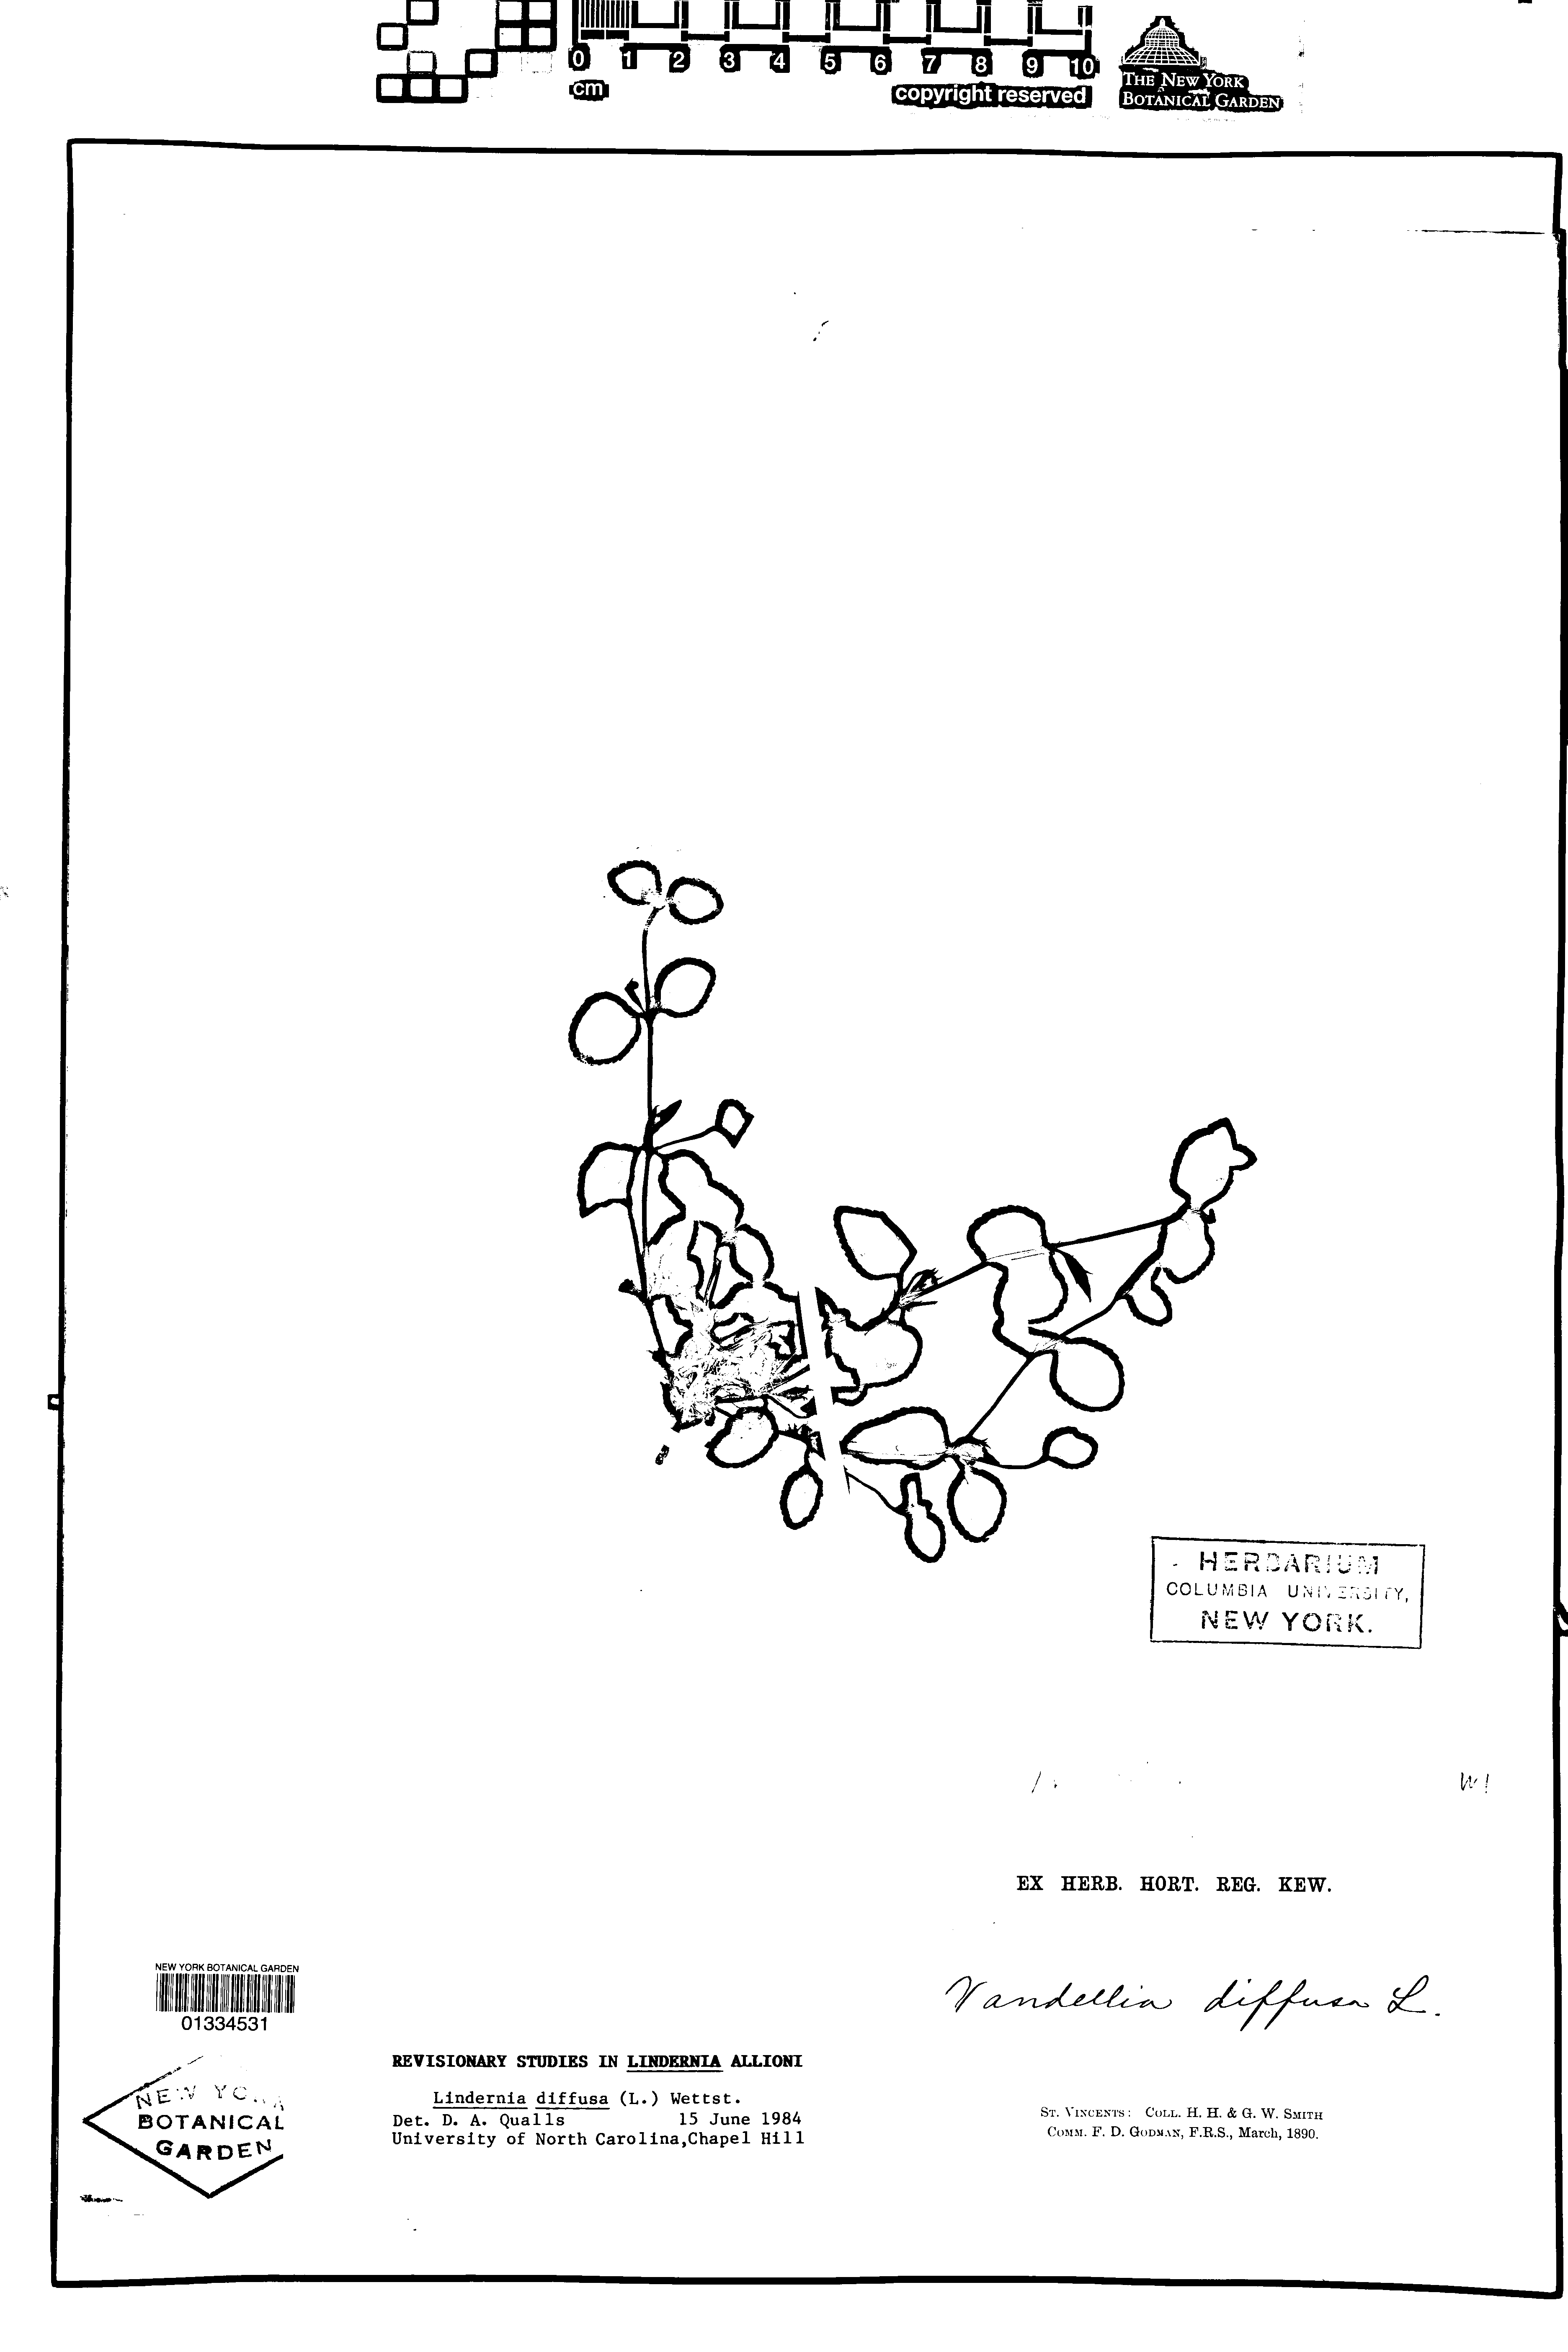 0 1 2 3 4 5 6 7 8 9 10
cm
copyright reserved
THE NEW YORK
BOTANICAL GARDEN
HERBARIUM
COLUMBIA UNIVERSITY,
NEW YORK.
W!
EX HERB. HORT. REG. KEW.
Vandellia diffusa L.
NEW YORK BOTANICAL GARDEN
01334531
NEW YORK
BOTANICAL
GARDEN
REVISIONARY STUDIES IN LINDERNIA ALLIONI
Lindernia diffusa (L.) Wettst.
Det. D. A. Qualls 15 June 1984
University of North Carolina,Chapel Hill
ST. VINCENTS: COLL. H. H. & G. W. SMITH
COMM. F. D. GODMAN, F.R.S., March, 1890.